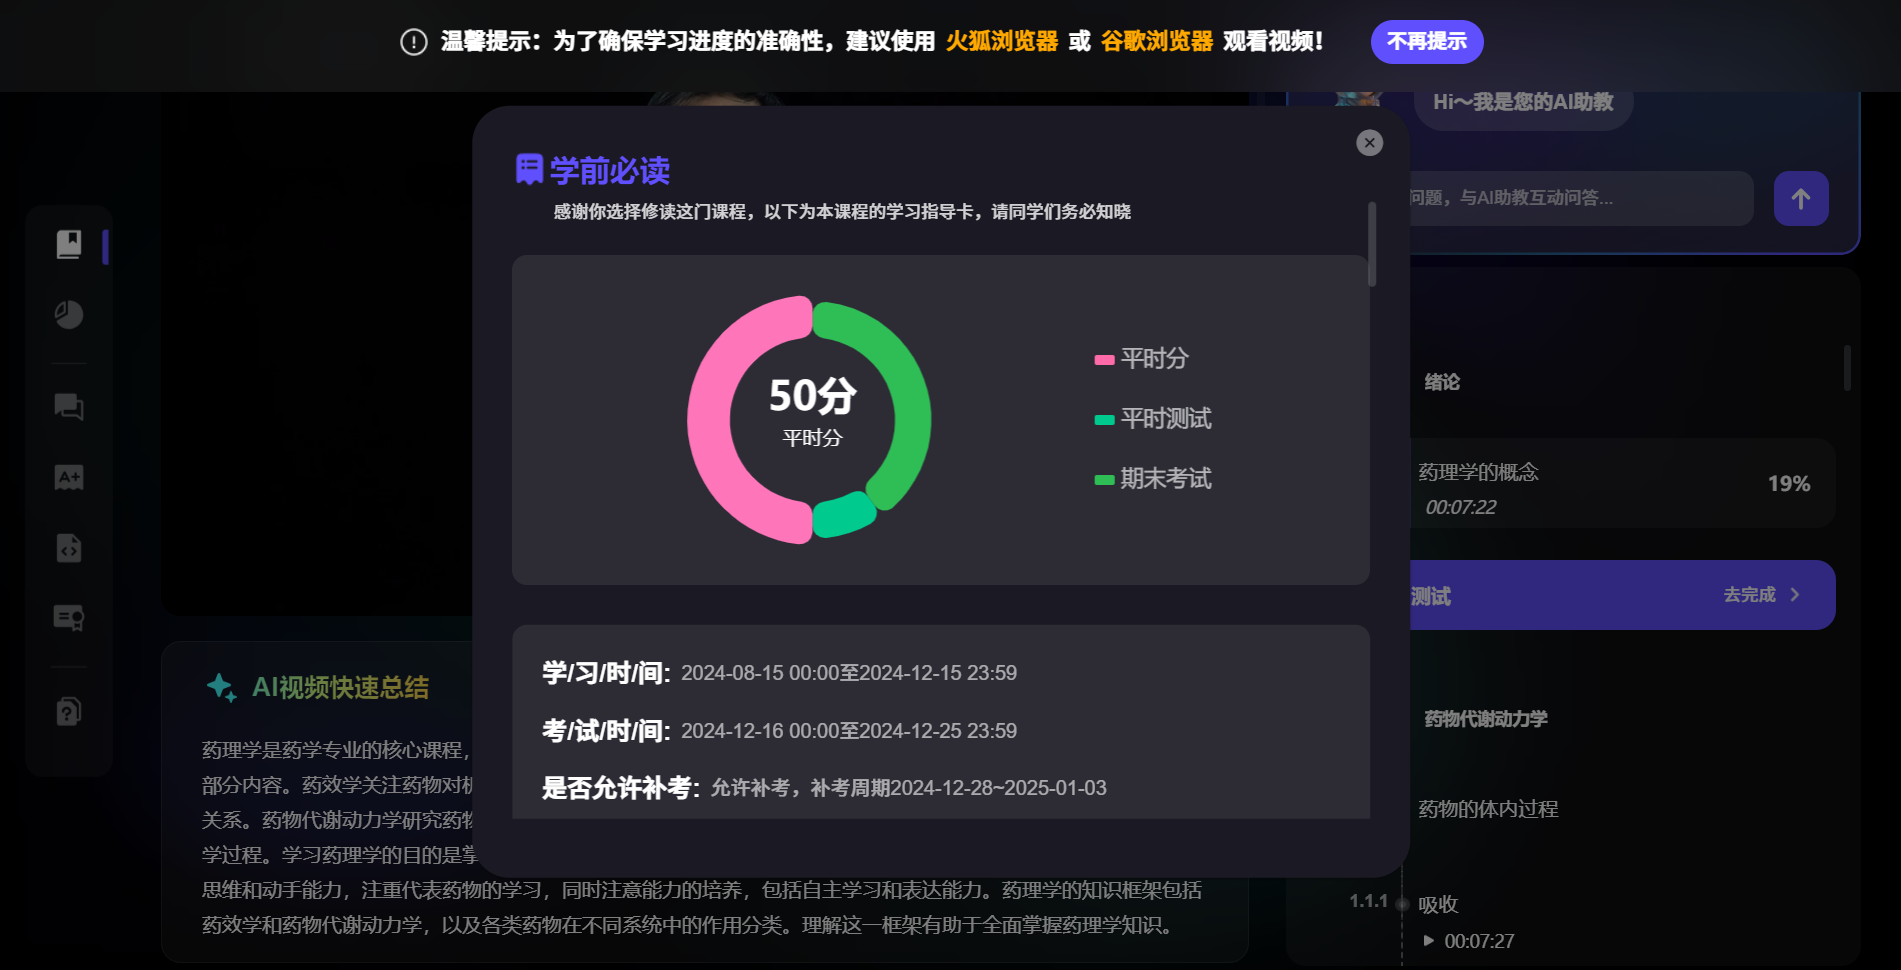 温馨提示：为了确保学习进度的准确性，建议使用 火狐浏览器 或 谷歌浏览器 观看视频！
不再提示
Hi～我是您的AI助教
问题，与AI助教互动问答...
学前必读
感谢你选择修读这门课程，以下为本课程的学习指导卡，请同学们务必知晓
50分
平时分
平时分
平时测试
期末考试
学/习/时/间: 2024-08-15 00:00至2024-12-15 23:59
考/试/时/间: 2024-12-16 00:00至2024-12-25 23:59
是否允许补考: 允许补考，补考周期2024-12-28~2025-01-03
绪论
药理学的概念
00:07:22
19%
测试
去完成
药物代谢动力学
药物的体内过程
1.1.1
吸收
00:07:27
A+
AI视频快速总结
药理学是药学专业的核心课程，
部分内容。药效学关注药物对机
关系。药物代谢动力学研究药物
学过程。学习药理学的目的是掌
思维和动手能力，注重代表药物的学习，同时注意能力的培养，包括自主学习和表达能力。药理学的知识框架包括
药效学和药物代谢动力学，以及各类药物在不同系统中的作用分类。理解这一框架有助于全面掌握药理学知识。